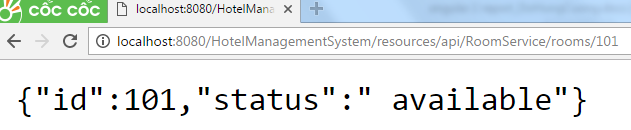 cốc cốc
localhost:8080/HotelMana
localhost:8080/HotelManagementSystem/resources/api/RoomService/rooms/101
{"id":101,"status":" available"}